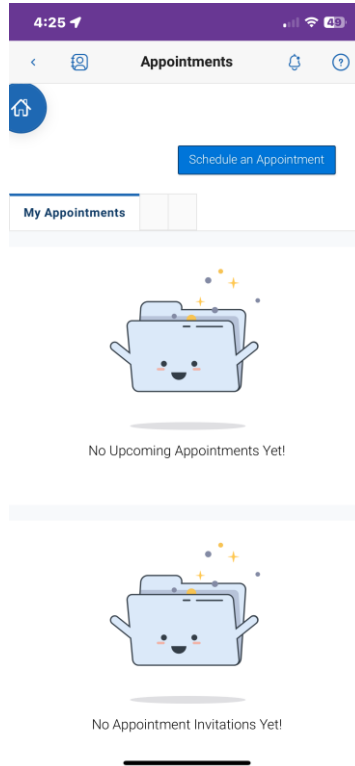 4:25
49
Appointments
Schedule an Appointment
My Appointments
No Upcoming Appointments Yet!
No Appointment Invitations Yet!